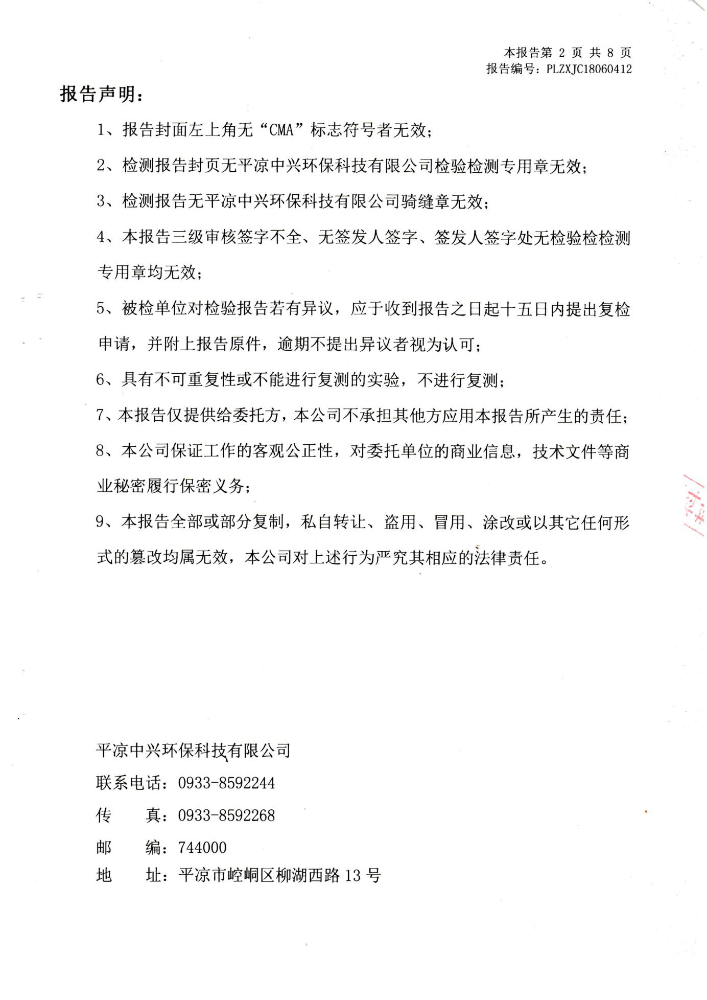 本报告第 2 页 共 8 页
报告编号：PLZXJC18060412
报告声明：
1、报告封面左上角无“CMA”标志符号者无效；
2、检测报告封页无平凉中兴环保科技有限公司检验检测专用章无效；
3、检测报告无平凉中兴环保科技有限公司骑缝章无效；
4、本报告三级审核签字不全、无签发人签字、签发人签字处无检验检检测
专用章均无效；
5、被检单位对检验报告若有异议，应于收到报告之日起十五日内提出复检
申请，并附上报告原件，逾期不提出异议者视为认可；
6、具有不可重复性或不能进行复测的实验，不进行复测；
7、本报告仅提供给委托方，本公司不承担其他方应用本报告所产生的责任；
8、本公司保证工作的客观公正性，对委托单位的商业信息，技术文件等商
业秘密履行保密义务；
9、本报告全部或部分复制，私自转让、盗用、冒用、涂改或以其它任何形
式的篡改均属无效，本公司对上述行为严究其相应的法律责任。
平凉中兴环保科技有限公司
联系电话：0933-8592244
传　　真：0933-8592268
邮　　编：744000
地　　址：平凉市崆峒区柳湖西路 13 号